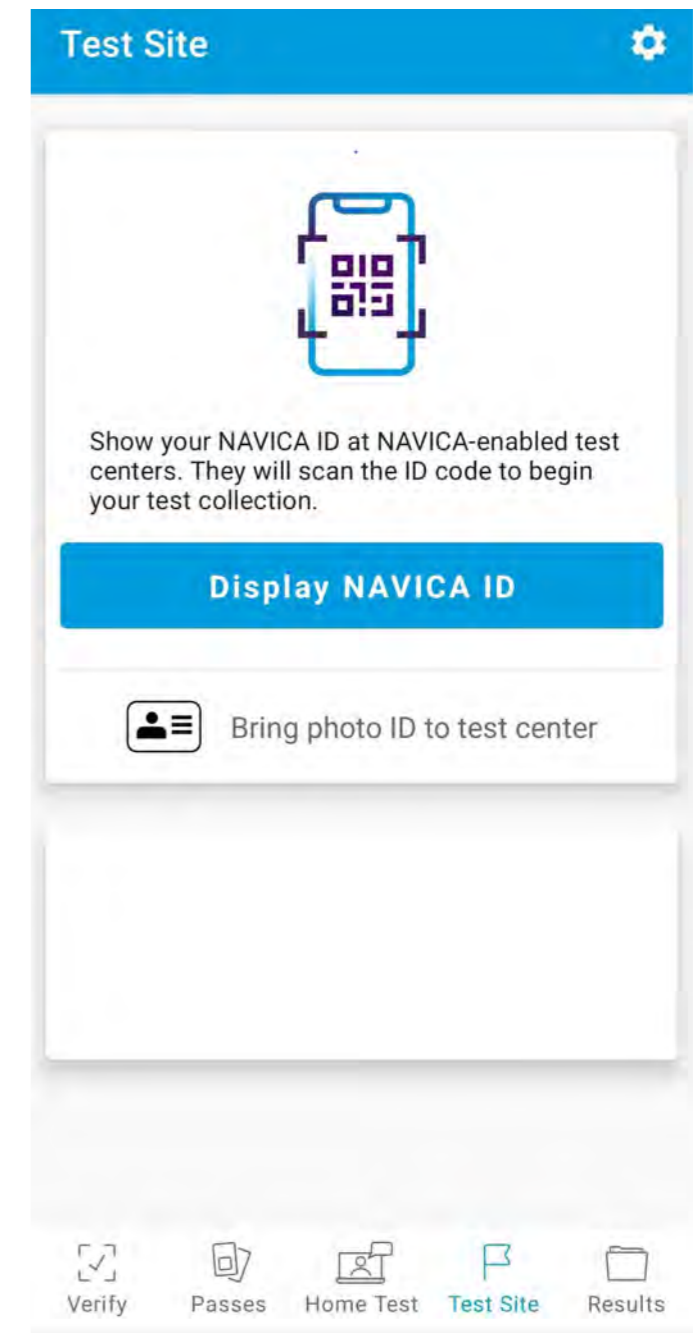 Test Site
Show your NAVICA ID at NAVICA-enabled test
centers. They will scan the ID code to begin
your test collection.
Display NAVICA ID
Bring photo ID to test center
Verify
Passes
Home Test
Test Site
Results